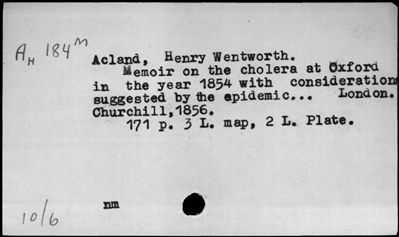 AH 184M
Acland, Henry Wentworth.
Memoir on the cholera at Oxford
in the year 1854 with consideration
suggested by the epidemic... London.
Churchill,1856.
171 p. 3 L. map, 2 L. Plate.
nm
10/6